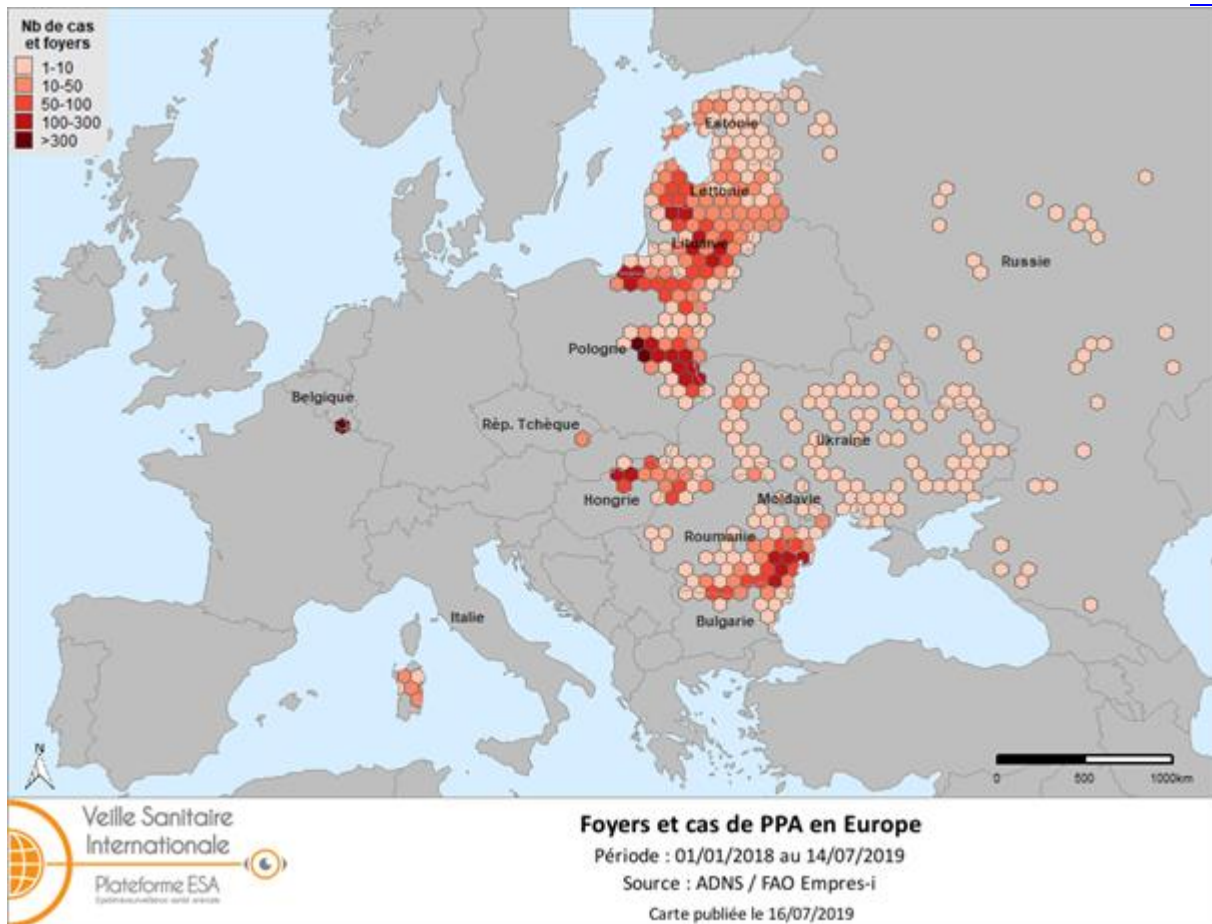 Nb de cas
et foyers
1-10
10-50
50-100
100-300
>300
Estonie
Lettonie
Lituanie
Russie
Pologne
Belgique
Rèp. Tchèque
Ukraine
Hongrie
Moldavie
Roumanie
Italie
Bulgarie
N
0 500 1000km
Veille Sanitaire
Internationale
Plateforme ESA
Foyers et cas de PPA en Europe
Période : 01/01/2018 au 14/07/2019
Source : ADNS / FAO Empres-i
Carte publiée le 16/07/2019